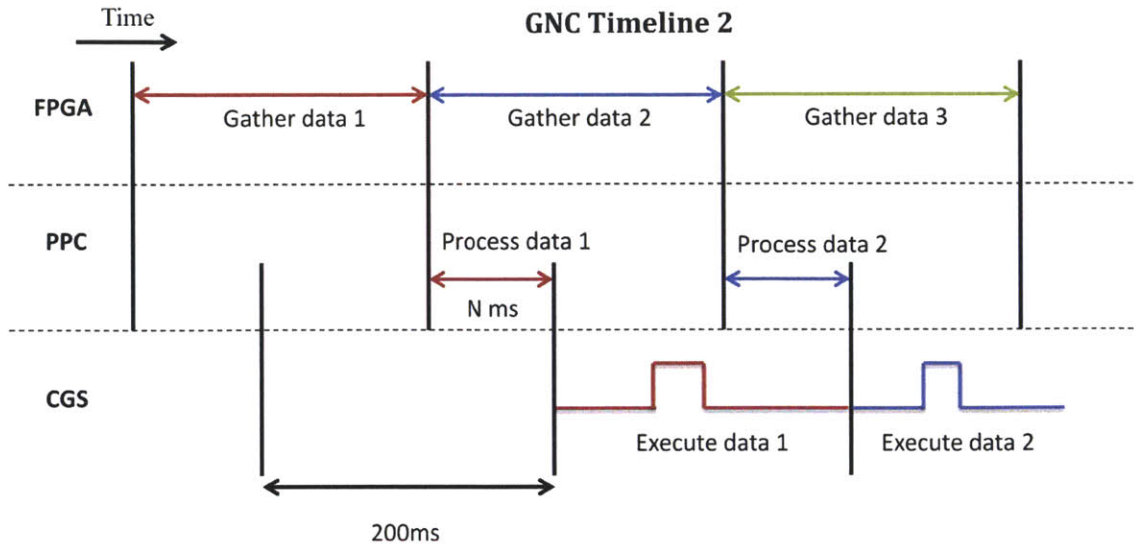 Time
GNC Timeline 2
FPGA
Gather data 1
Gather data 2
Gather data 3
PPC
Process data 1
Process data 2
N ms
CGS
Execute data 1
Execute data 2
200ms